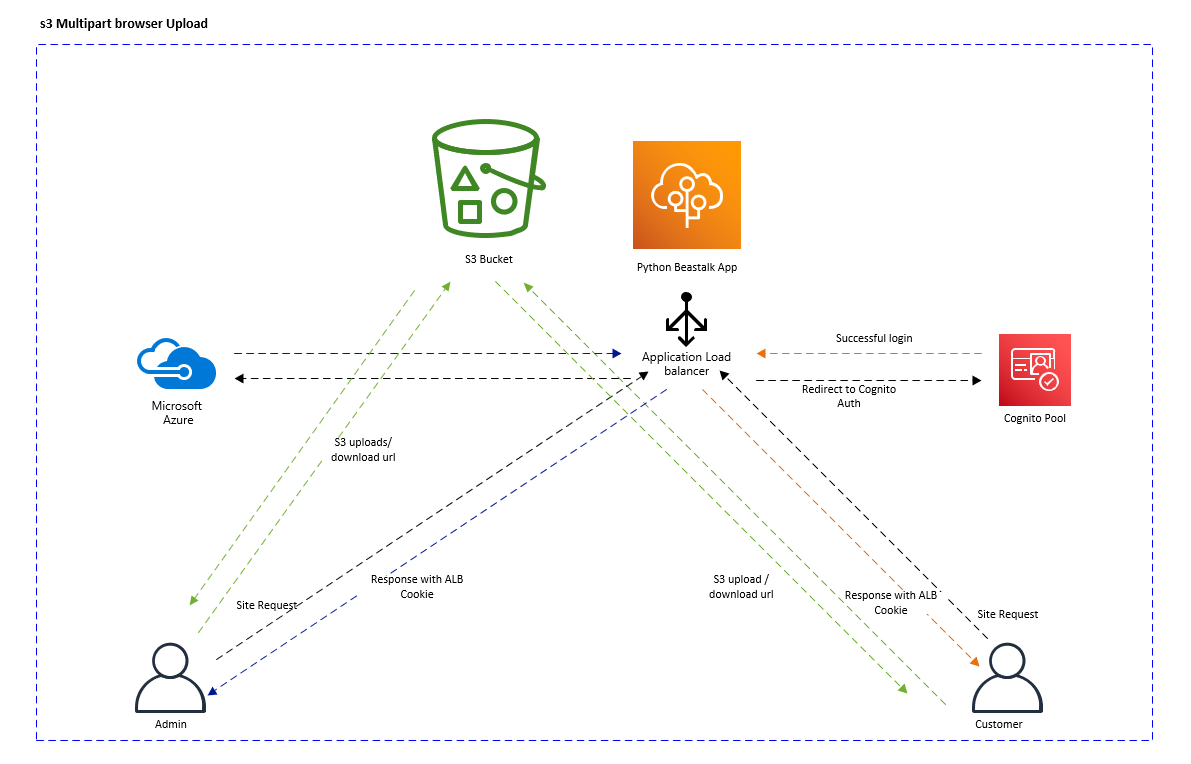 s3 Multipart browser Upload
S3 Bucket
Python Beastalk App
Successful login
Application Load
balancer
Redirect to Cognito
Auth
Microsoft
Azure
Cognito Pool
S3 uploads/
download url
Response with ALB
Cookie
S3 upload /
download url
Response with ALB
Cookie
Site Request
Site Request
Admin
Customer